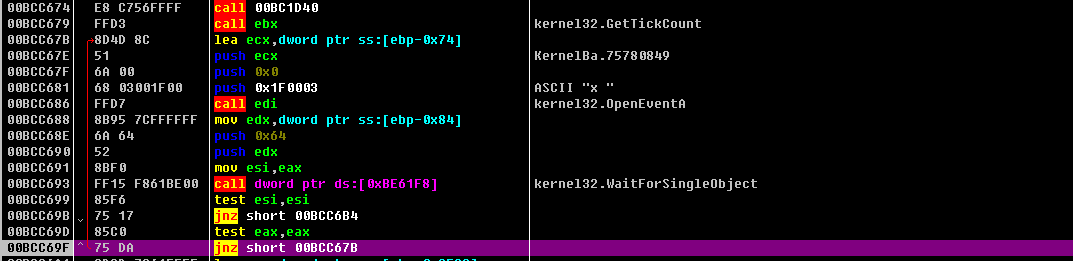 00BCC674 E8 C756FFFF call 00BC1D40
00BCC679 FFD3 call ebx kernel32.GetTickCount
00BCC67B 8D4D 8C lea ecx,dword ptr ss:[ebp-0x74]
00BCC67E 51 push ecx KernelBa.75780849
00BCC67F 6A 00 push 0x0
00BCC681 68 03001F00 push 0x1F0003 ASCII "x "
00BCC686 FFD7 call edi kernel32.OpenEventA
00BCC688 8B95 7CFFFFFF mov edx,dword ptr ss:[ebp-0x84]
00BCC68E 6A 64 push 0x64
00BCC690 52 push edx
00BCC691 8BF0 mov esi,eax
00BCC693 FF15 F861BE00 call dword ptr ds:[0xBE61F8] kernel32.WaitForSingleObject
00BCC699 85F6 test esi,esi
00BCC69B 75 17 jnz short 00BCC6B4
00BCC69D 85C0 test eax,eax
00BCC69F 75 DA jnz short 00BCC67B